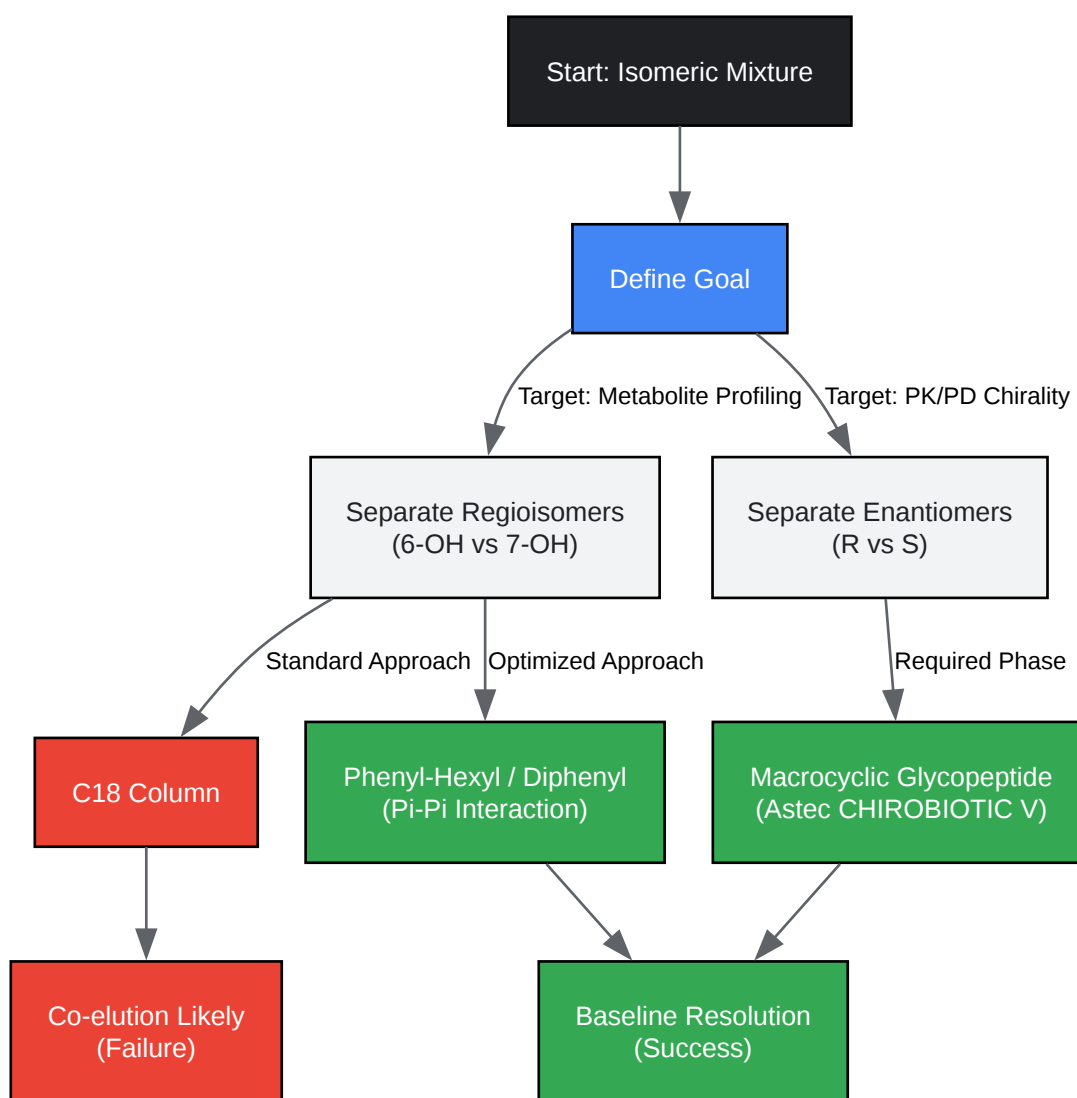 Start: Isomeric Mixture
Define Goal
Target: Metabolite Profiling
Target: PK/PD Chirality
Separate Regioisomers
(6-OH vs 7-OH)
Separate Enantiomers
(R vs S)
Standard Approach
Optimized Approach
Required Phase
C18 Column
Phenyl-Hexyl / Diphenyl
(Pi-Pi Interaction)
Macrocyclic Glycopeptide
(Astec CHIROBIOTIC V)
Co-elution Likely
(Failure)
Baseline Resolution
(Success)